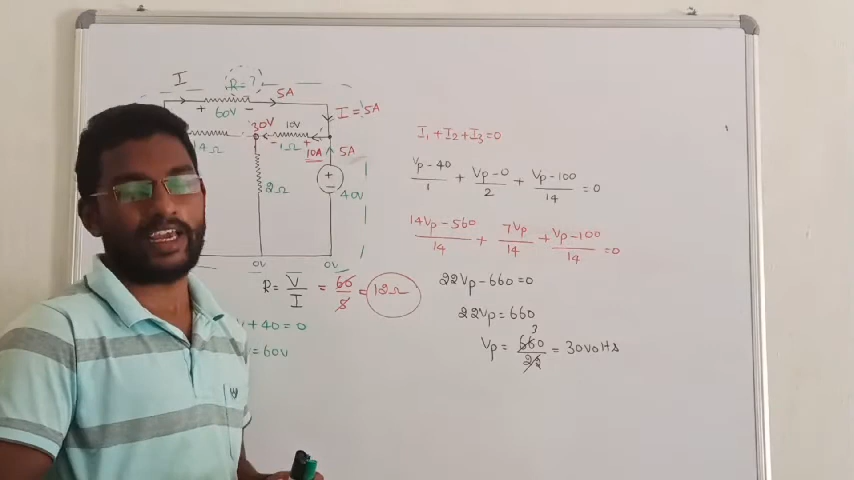 I
R=?
5A
+ 60V -
I = 5A
30V
10V
14Ω
- 1Ω +
10A
5A
2Ω
+
-
40V
0V
0V
R = V/I = 60/5 = 12Ω
V + 40 = 0
= 60V
I1 + I2 + I3 = 0
Vp-40/1 + Vp-0/2 + Vp-100/14 = 0
14Vp-560/14 + 7Vp/14 + Vp-100/14 = 0
22Vp - 660 = 0
22Vp = 660
3
Vp = 660/22 = 30 volts